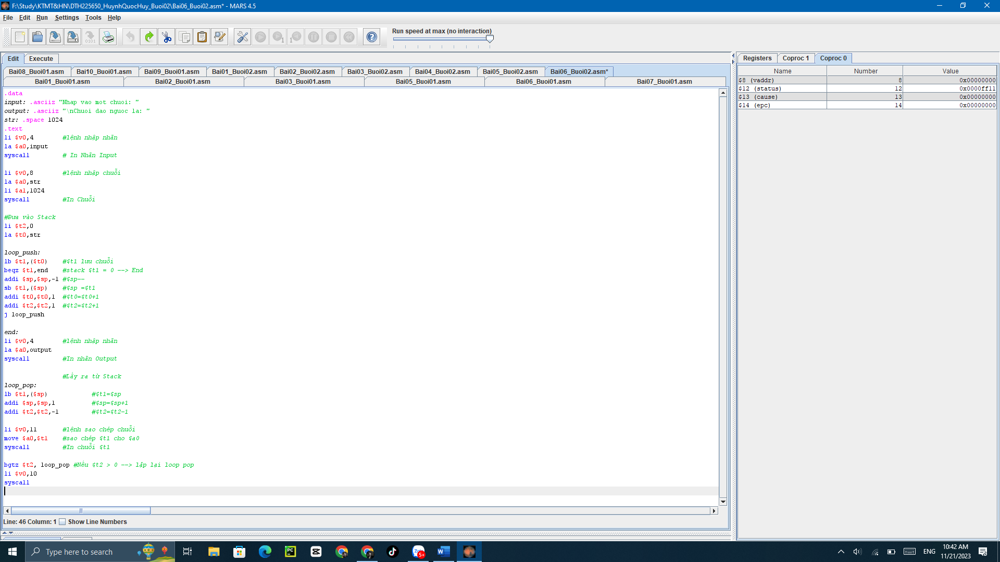 F:\Study\KTMT&HN\DTH225650_HuynhQuocHuy_Buoi02\Bai06_Buoi02.asm* - MARS 4.5
File Edit Run Settings Tools Help
Run speed at max (no interaction)
Edit Execute
Bai08_Buoi01.asm Bai10_Buoi01.asm Bai09_Buoi01.asm Bai01_Buoi02.asm Bai02_Buoi02.asm Bai03_Buoi02.asm Bai04_Buoi02.asm Bai05_Buoi02.asm Bai06_Buoi02.asm*
Bai01_Buoi01.asm Bai02_Buoi01.asm Bai03_Buoi01.asm Bai05_Buoi01.asm Bai06_Buoi01.asm Bai07_Buoi01.asm
.data
input: .asciiz "Nhap vao mot chuoi: "
output: .asciiz "\nChuoi dao nguoc la: "
str: .space 1024
.text
li $v0,4 #lệnh nhập nhãn
la $a0,input
syscall # In Nhãn Input
li $v0,8 #lệnh nhập chuỗi
la $a0,str
li $a1,1024
syscall #In Chuỗi
#Đưa vào Stack
li $t2,0
la $t0,str
loop_push:
lb $t1,($t0) #$t1 lưu chuỗi
beqz $t1,end #stack $t1 = 0 --> End
addi $sp,$sp,-1 #$sp--
sb $t1,($sp) #$sp =$t1
addi $t0,$t0,1 #$t0=$t0+1
addi $t2,$t2,1 #$t2=$t2+1
j loop_push
end:
li $v0,4 #lệnh nhập nhãn
la $a0,output
syscall #In nhãn Output
#Lấy ra từ Stack
loop_pop:
lb $t1,($sp) #$t1=$sp
addi $sp,$sp,1 #$sp=$sp+1
addi $t2,$t2,-1 #$t2=$t2-1
li $v0,11 #lệnh sao chép chuỗi
move $a0,$t1 #sao chép $t1 cho $a0
syscall #In chuỗi $t1
bgtz $t2, loop_pop #Nếu $t2 > 0 --> lặp lại loop pop
li $v0,10
syscall
Line: 46 Column: 1 Show Line Numbers
Registers Coproc 1 Coproc 0
Name Number Value
$8 (vaddr) 8 0x00000000
$12 (status) 12 0x0000ff11
$13 (cause) 13 0x00000000
$14 (epc) 14 0x00000000
Type here to search
ENG
10:42 AM
11/21/2023